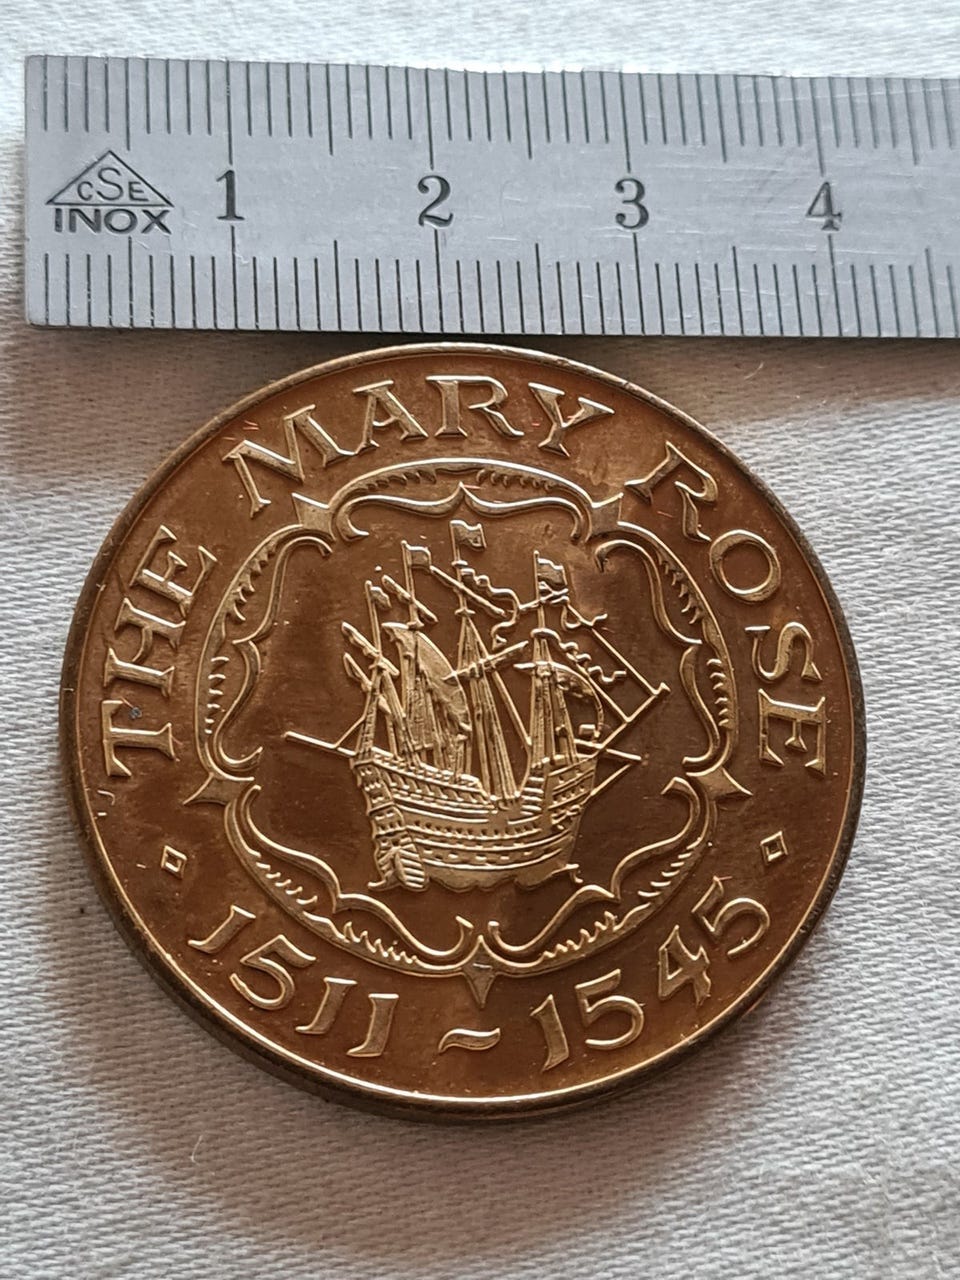 1 2 3 4
CSE
INOX
THE MARY ROSE
1511 ~ 1545